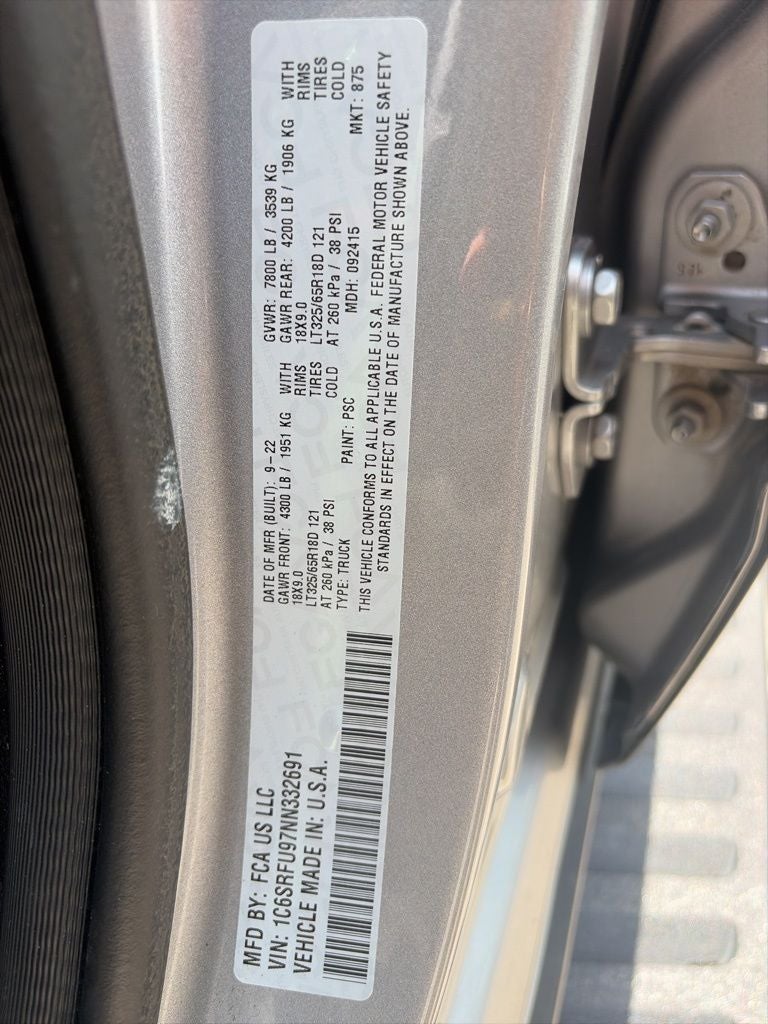 MFD BY: FCA US LLC
VIN: 1C6SRFU97NN332691
VEHICLE MADE IN: U.S.A.
DATE OF MFR (BUILT): 9-22 GVWR: 7800 LB / 3539 KG
GAWR FRONT: 4300 LB / 1951 KG WITH GAWR REAR: 4200 LB / 1906 KG WITH
18X9.0 RIMS 18X9.0 RIMS
LT325/65R18D 121 TIRES LT325/65R18D 121 TIRES
AT 260 kPa / 38 PSI COLD AT 260 kPa / 38 PSI COLD
TYPE: TRUCK PAINT: PSC MDH: 092415 MKT: 875
THIS VEHICLE CONFORMS TO ALL APPLICABLE U.S.A. FEDERAL MOTOR VEHICLE SAFETY
STANDARDS IN EFFECT ON THE DATE OF MANUFACTURE SHOWN ABOVE.